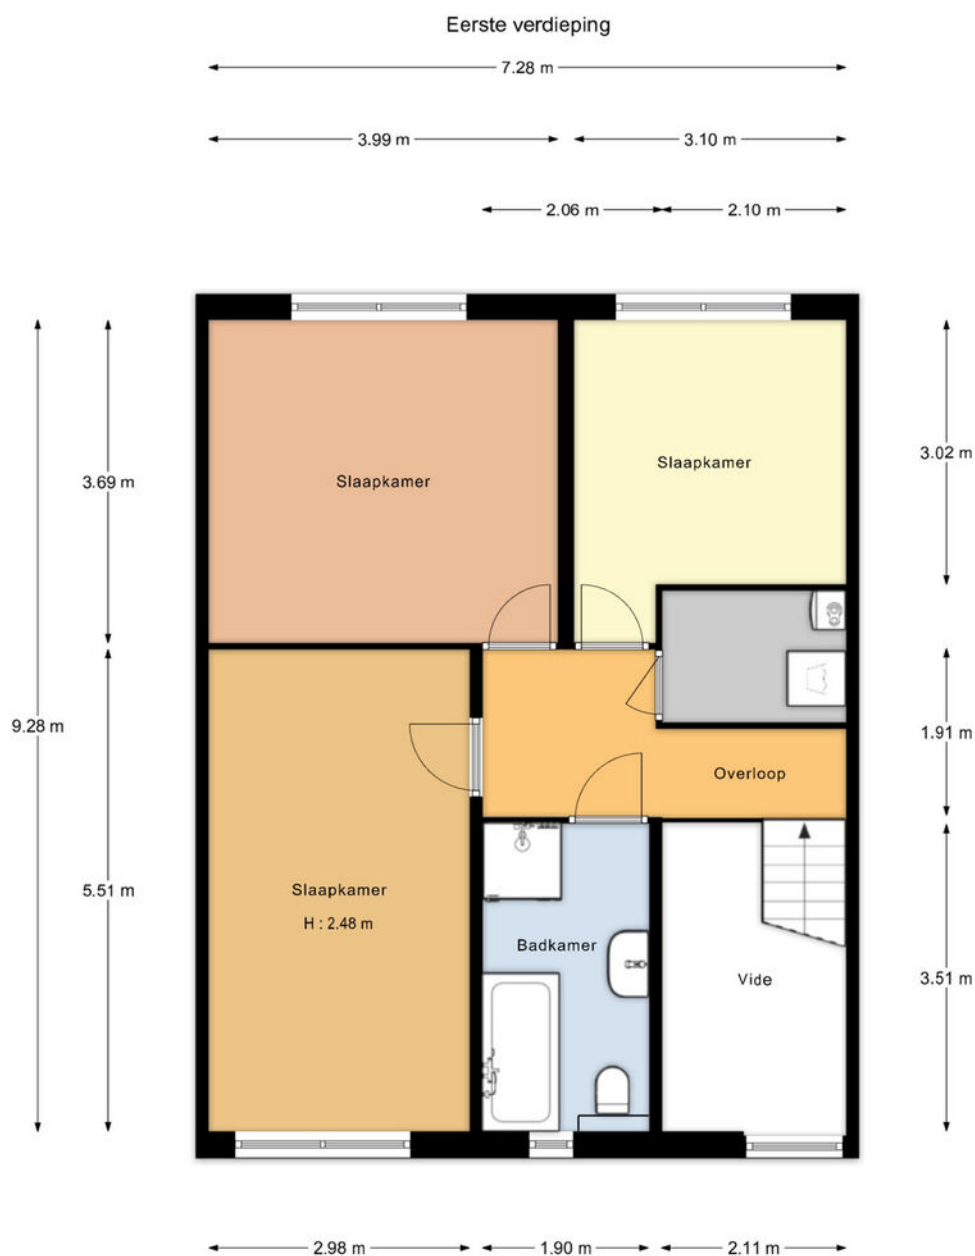 Eerste verdieping
7.28 m
3.99 m
3.10 m
2.06 m
2.10 m
3.02 m
Slaapkamer
3.69 m
Slaapkamer
9.28 m
1.91 m
Overloop
5.51 m
Slaapkamer
H : 2.48 m
Badkamer
Vide
3.51 m
2.98 m
1.90 m
2.11 m